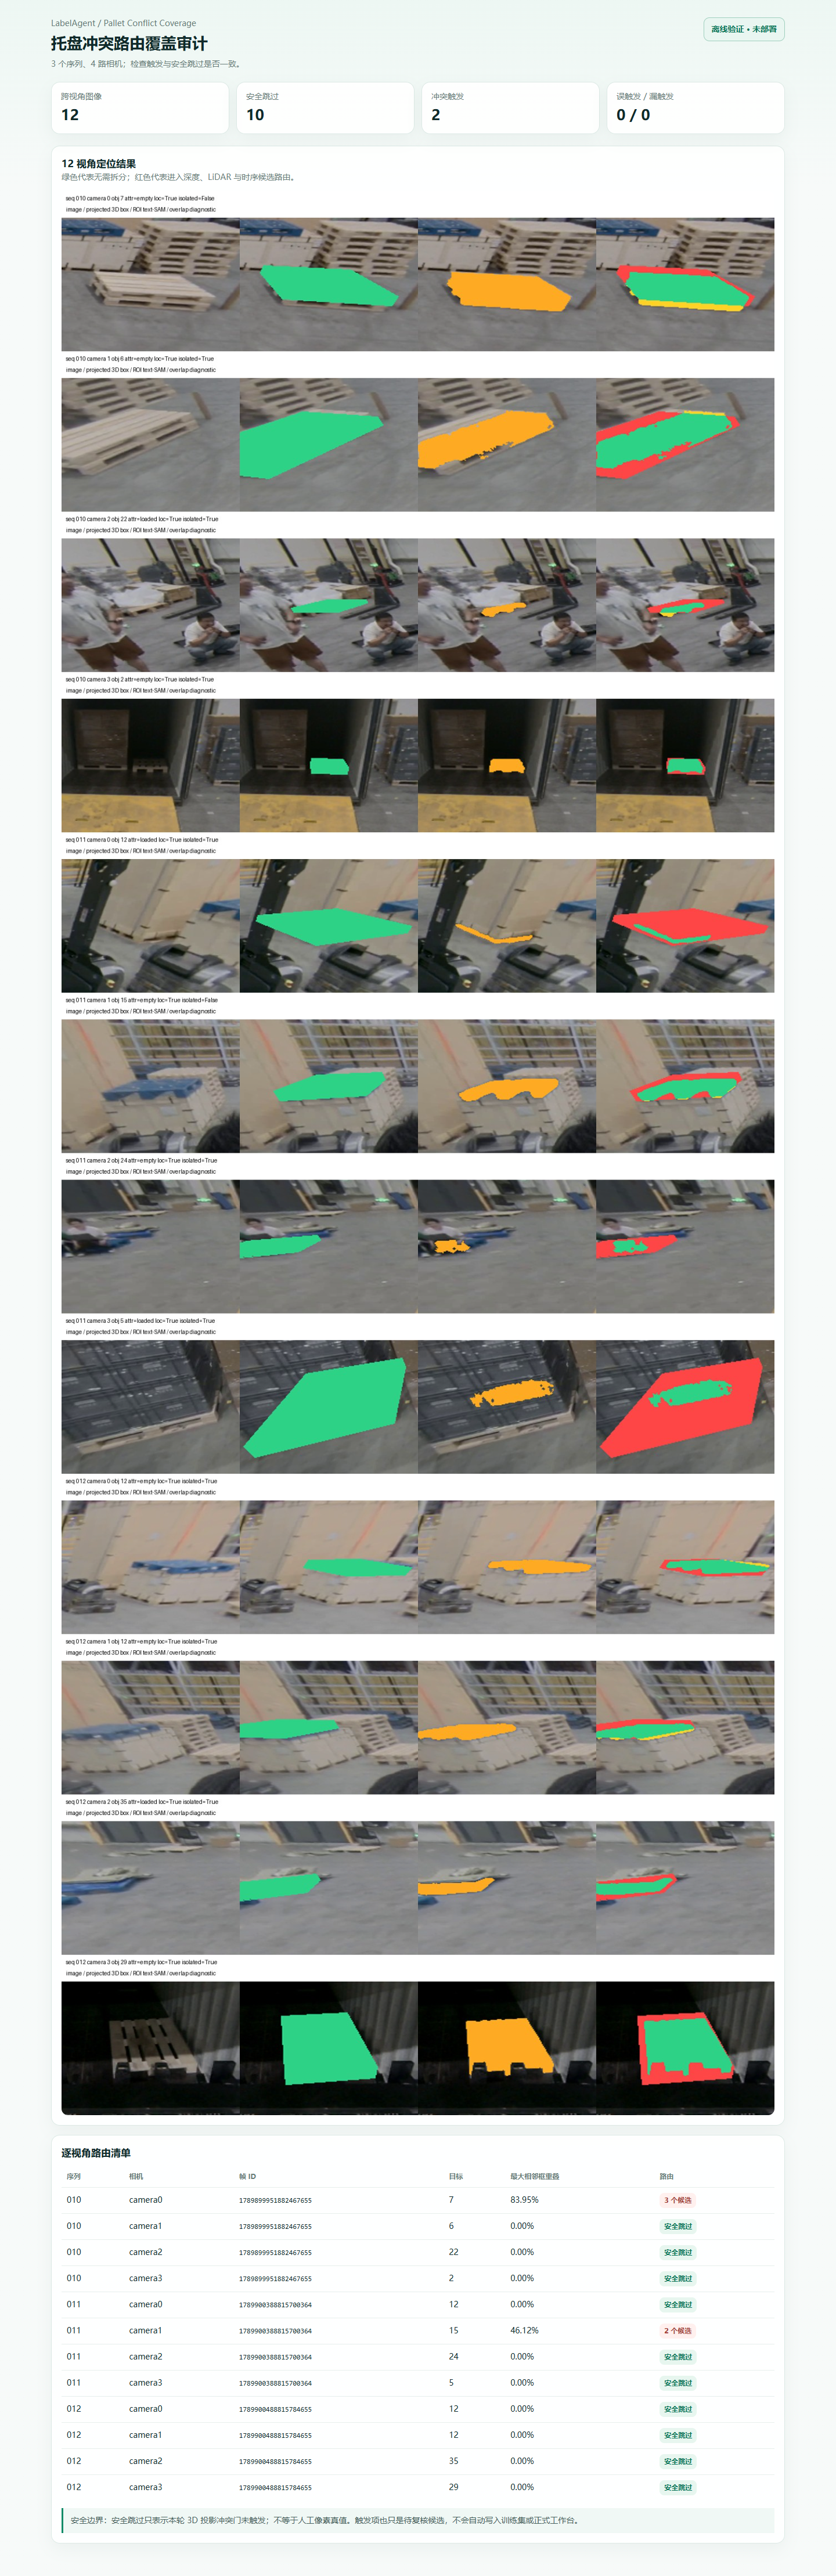 LabelAgent / Pallet Conflict Coverage
托盘冲突路由覆盖审计
离线验证 • 未部署
3 个序列、4 路相机；检查触发与安全跳过是否一致。
跨视角图像
12
安全跳过
10
冲突触发
2
误触发 / 漏触发
0 / 0
12 视角定位结果
绿色代表无需拆分；红色代表进入深度、LiDAR 与时序候选路由。
seq 010 camera 0 obj 7 attr=empty loc=True isolated=False
image / projected 3D box / ROI text-SAM / overlap diagnostic
seq 010 camera 1 obj 6 attr=empty loc=True isolated=True
image / projected 3D box / ROI text-SAM / overlap diagnostic
seq 010 camera 2 obj 22 attr=loaded loc=True isolated=True
image / projected 3D box / ROI text-SAM / overlap diagnostic
seq 010 camera 3 obj 2 attr=empty loc=True isolated=True
image / projected 3D box / ROI text-SAM / overlap diagnostic
seq 011 camera 0 obj 12 attr=loaded loc=True isolated=True
image / projected 3D box / ROI text-SAM / overlap diagnostic
seq 011 camera 1 obj 15 attr=empty loc=True isolated=False
image / projected 3D box / ROI text-SAM / overlap diagnostic
seq 011 camera 2 obj 24 attr=empty loc=True isolated=True
image / projected 3D box / ROI text-SAM / overlap diagnostic
seq 011 camera 3 obj 5 attr=loaded loc=True isolated=True
image / projected 3D box / ROI text-SAM / overlap diagnostic
seq 012 camera 0 obj 12 attr=empty loc=True isolated=True
image / projected 3D box / ROI text-SAM / overlap diagnostic
seq 012 camera 1 obj 12 attr=empty loc=True isolated=True
image / projected 3D box / ROI text-SAM / overlap diagnostic
seq 012 camera 2 obj 35 attr=loaded loc=True isolated=True
image / projected 3D box / ROI text-SAM / overlap diagnostic
seq 012 camera 3 obj 29 attr=empty loc=True isolated=True
image / projected 3D box / ROI text-SAM / overlap diagnostic
逐视角路由清单
序列 相机 帧 ID 目标 最大相邻框重叠 路由
010 camera0 1789899951882467655 7 83.95% 3 个候选
010 camera1 1789899951882467655 6 0.00% 安全跳过
010 camera2 1789899951882467655 22 0.00% 安全跳过
010 camera3 1789899951882467655 2 0.00% 安全跳过
011 camera0 1789900388815700364 12 0.00% 安全跳过
011 camera1 1789900388815700364 15 46.12% 2 个候选
011 camera2 1789900388815700364 24 0.00% 安全跳过
011 camera3 1789900388815700364 5 0.00% 安全跳过
012 camera0 1789900488815784655 12 0.00% 安全跳过
012 camera1 1789900488815784655 12 0.00% 安全跳过
012 camera2 1789900488815784655 35 0.00% 安全跳过
012 camera3 1789900488815784655 29 0.00% 安全跳过
安全边界：安全跳过只表示本轮 3D 投影冲突门未触发；不等于人工像素真值。触发项也只是待复核候选，不会自动写入训练集或正式工作台。